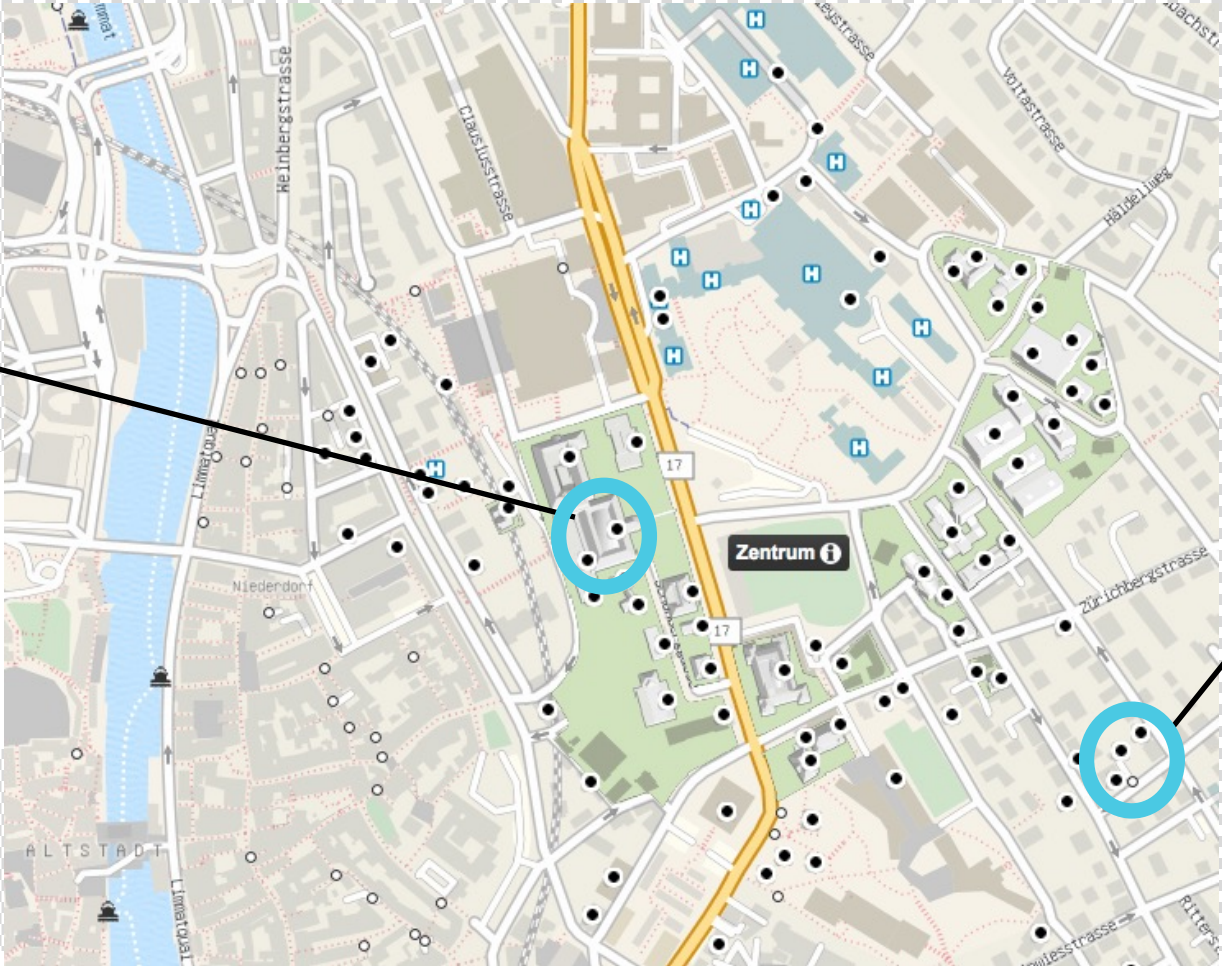 Weinbergstrasse
Clausiusstrasse
Voltastrasse
Häldeliweg
H
H
H
H
H
H
H
H
H
H
H
H
17
Limmatquai
Zentrum i
Niederdorf
Zürichbergstrasse
17
ALTSTADT
Limmatquai